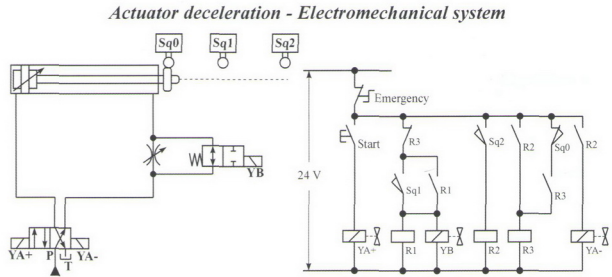 Actuator deceleration - Electromechanical system
Sq0 Sq1 Sq2
Emergency
Start R3 Sq2 R2 Sq0 R2
24 V
Sq1 R1 R3
YB
YA+ P T YA-
YA+ R1 YB R2 R3 YA-